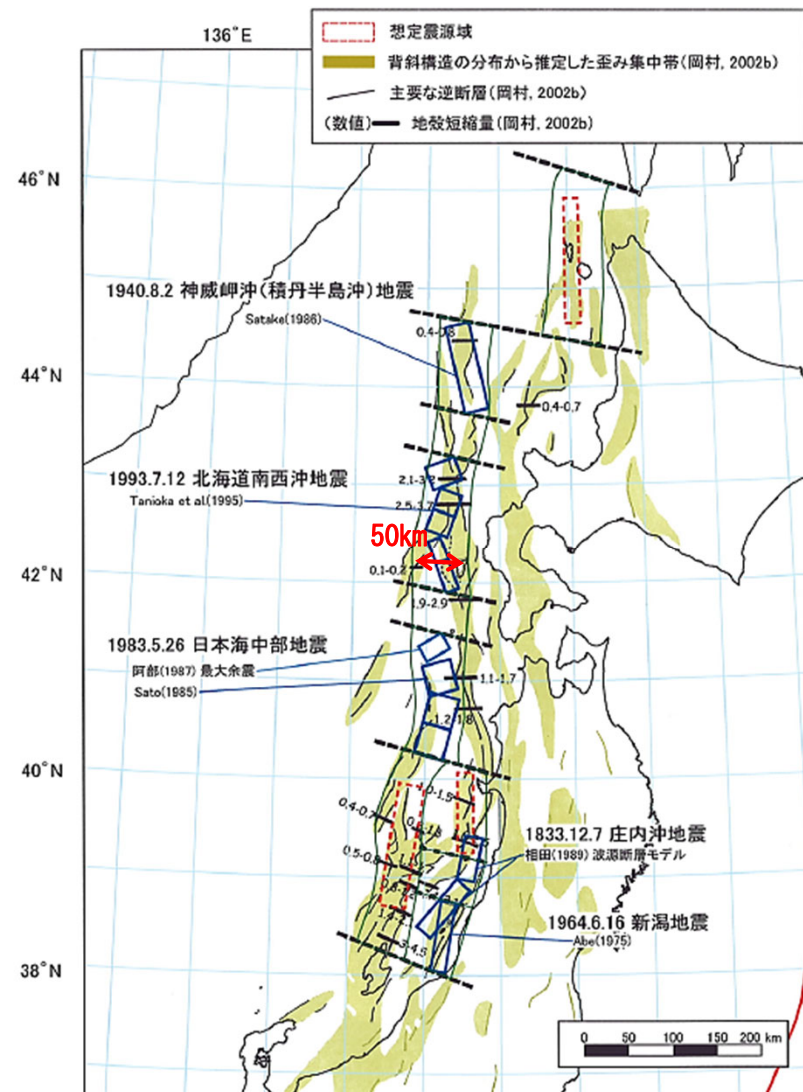 136°E
想定震源域
背斜構造の分布から推定した歪み集中帯(岡村, 2002b)
主要な逆断層(岡村, 2002b)
(数値) 地殻短縮量(岡村, 2002b)
46°N
1940.8.2 神威岬沖(積丹半島沖)地震
Satake(1986)
0.4-0.8
44°N
0.4-0.7
1993.7.12 北海道南西沖地震
Tanioka et al.(1995)
2.1-3.2
2.5-3.7
50km
0.1-0.2
42°N
1.9-2.9
1983.5.26 日本海中部地震
阿部(1987) 最大余震
Sato(1985)
1.1-1.7
1.2-1.8
40°N
1.0-1.5
0.4-0.7
1833.12.7 庄内沖地震
相田(1989) 波源断層モデル
1964.6.16 新潟地震
Abe(1975)
38°N
0 50 100 150 200 km